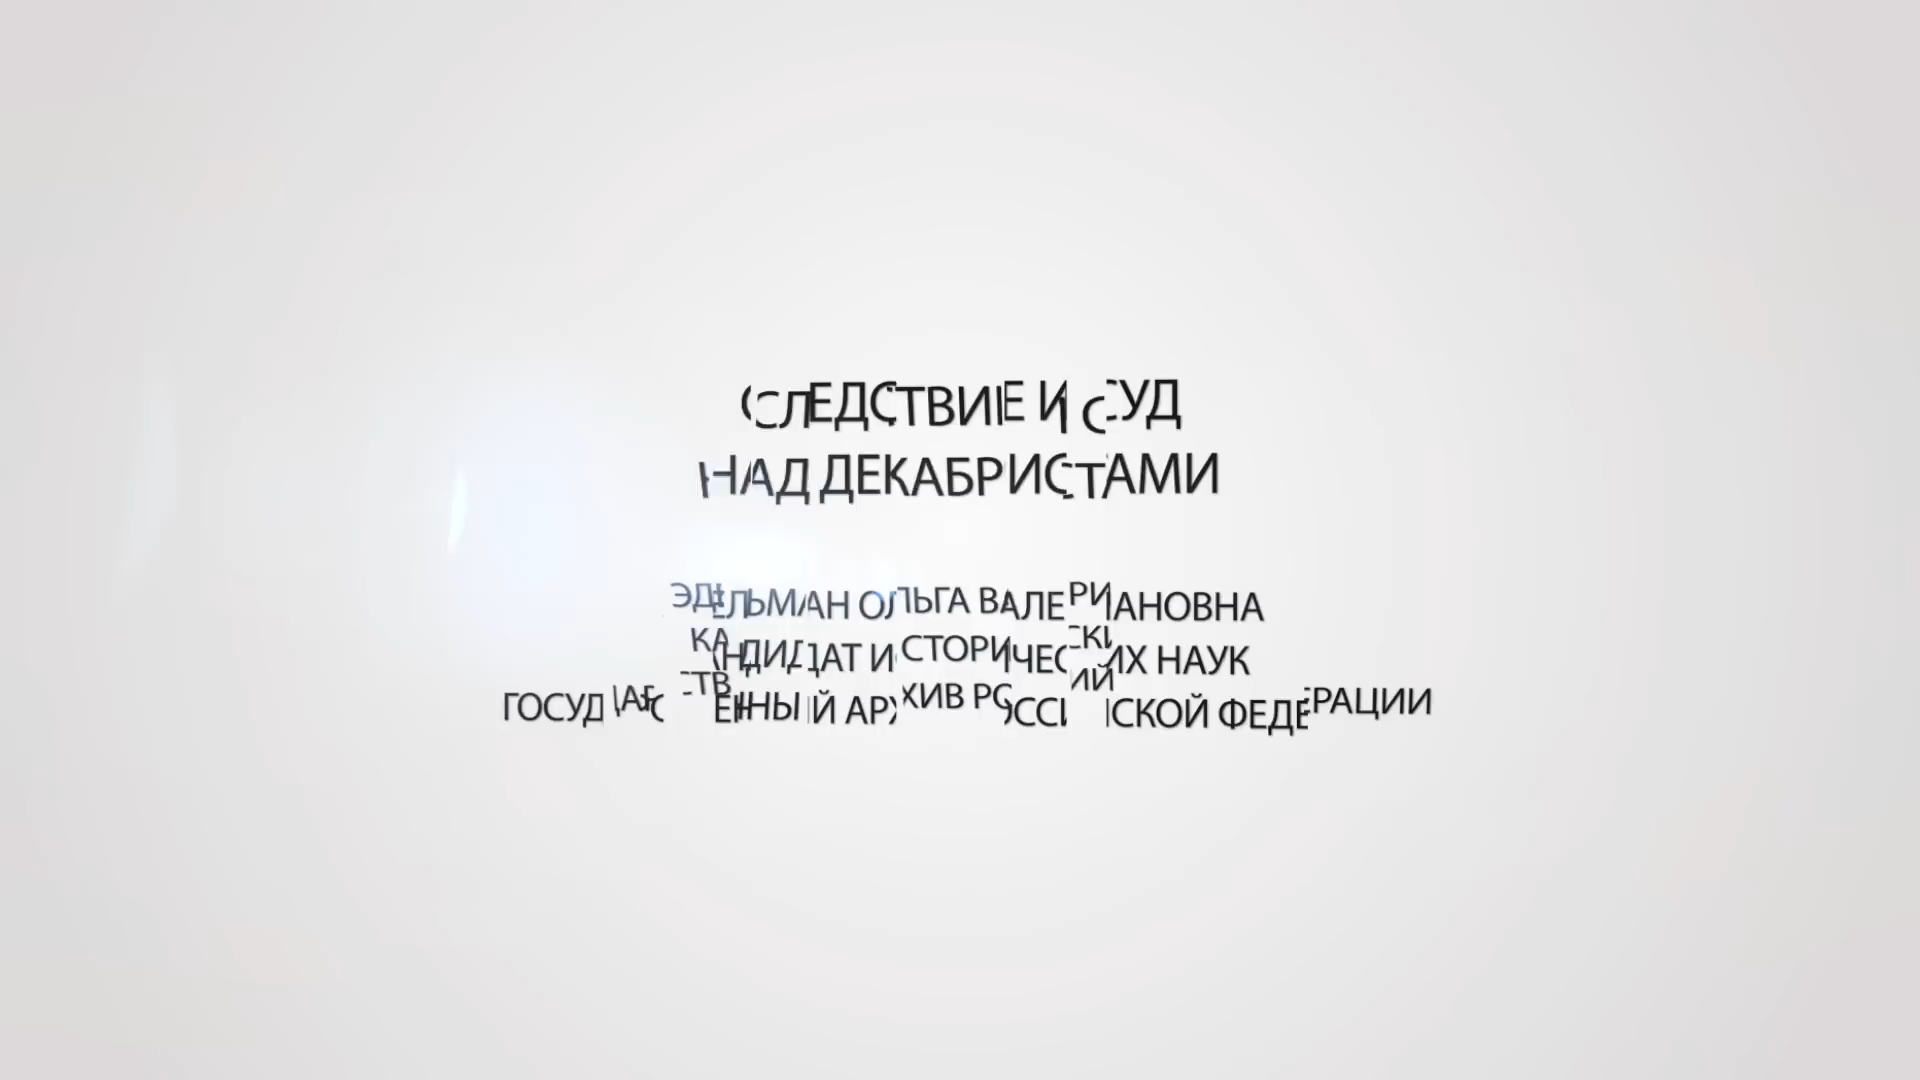 СЛЕДСТВИЕ И СУД
НАД ДЕКАБРИСТАМИ
ЭДЕЛЬМАН ОЛЬГА ВАЛЕРИАНОВНА
КАНДИДАТ ИСТОРИЧЕСКИХ НАУК
ГОСУДАРСТВЕННЫЙ АРХИВ РОССИЙСКОЙ ФЕДЕРАЦИИ